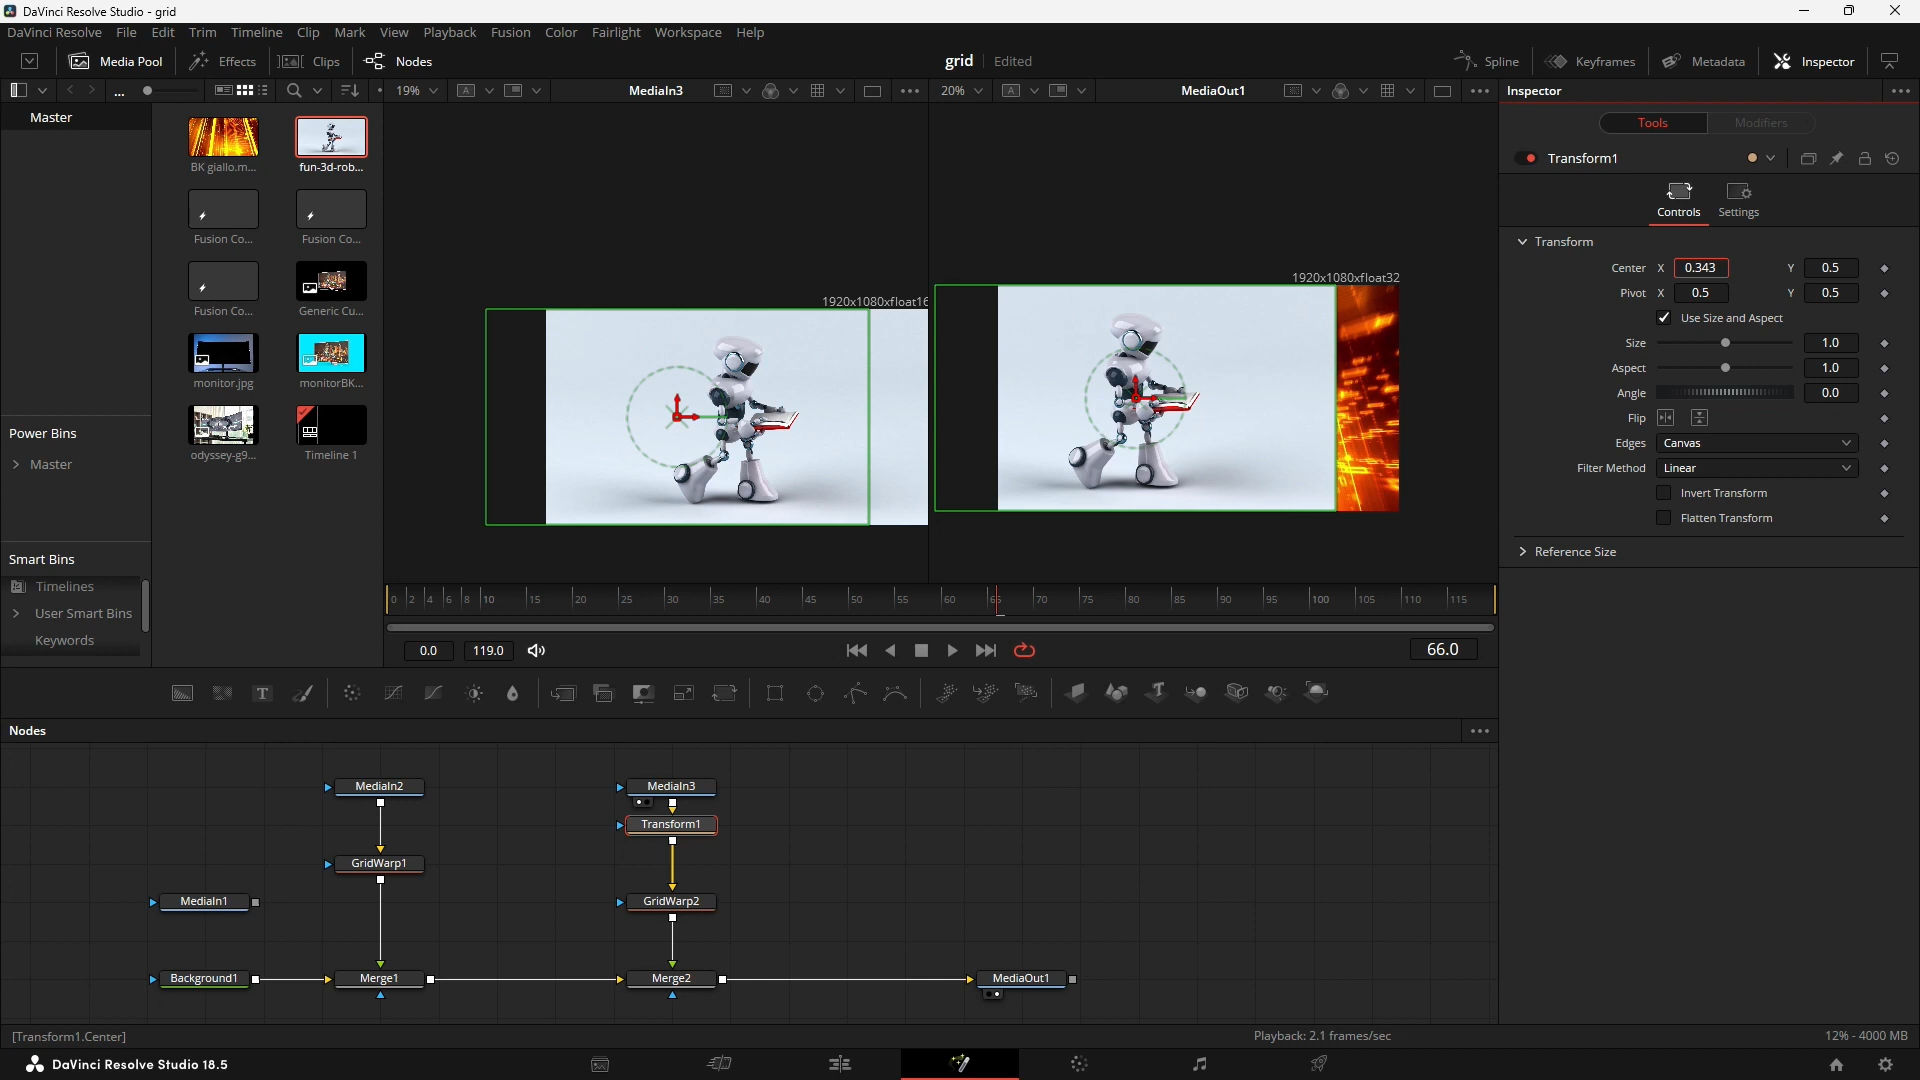 DaVinci Resolve Studio - grid
DaVinci Resolve File Edit Trim Timeline Clip Mark View Playback Fusion Color Fairlight Workspace Help
Media Pool Effects Clips Nodes grid Edited Spline Keyframes Metadata Inspector
... 19% A MediaIn3 20% A MediaOut1 Inspector
Master
Tools Modifiers
BK giallo.m... fun-3d-rob...
Transform1
Fusion Co... Fusion Co...
Controls Settings
Transform
Center X 0.343 Y 0.5
Pivot X 0.5 Y 0.5
Use Size and Aspect
Size 1.0
Aspect 1.0
Angle 0.0
Flip
Edges Canvas
Filter Method Linear
Invert Transform
Flatten Transform
Reference Size
Fusion Co... Generic Cu...
monitor.jpg monitorBK...
odyssey-g9... Timeline 1
1920x1080xfloat16
1920x1080xfloat32
Power Bins
Master
Smart Bins
Timelines
User Smart Bins
Keywords
0 2 4 6 8 10 15 20 25 30 35 40 45 50 55 60 65 70 75 80 85 90 95 100 105 110 115
0.0 119.0 66.0
T T
Nodes
MediaIn2 MediaIn3
Transform1
GridWarp1
MediaIn1 GridWarp2
Background1 Merge1 Merge2 MediaOut1
[Transform1.Center] Playback: 2.1 frames/sec 12% - 4000 MB
DaVinci Resolve Studio 18.5